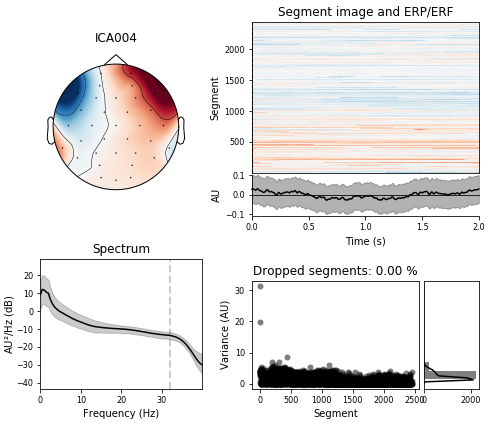 ICA004
Segment image and ERP/ERF
2000
1500
1000
500
Segment
0.1
0.0
−0.1
AU
0.0 0.5 1.0 1.5 2.0
Time (s)
Spectrum
20
10
0
−10
−20
−30
−40
AU²/Hz (dB)
0 10 20 30
Frequency (Hz)
Dropped segments: 0.00 %
30
20
10
0
Variance (AU)
0 500 1000 1500 2000 2500
Segment
0 2000